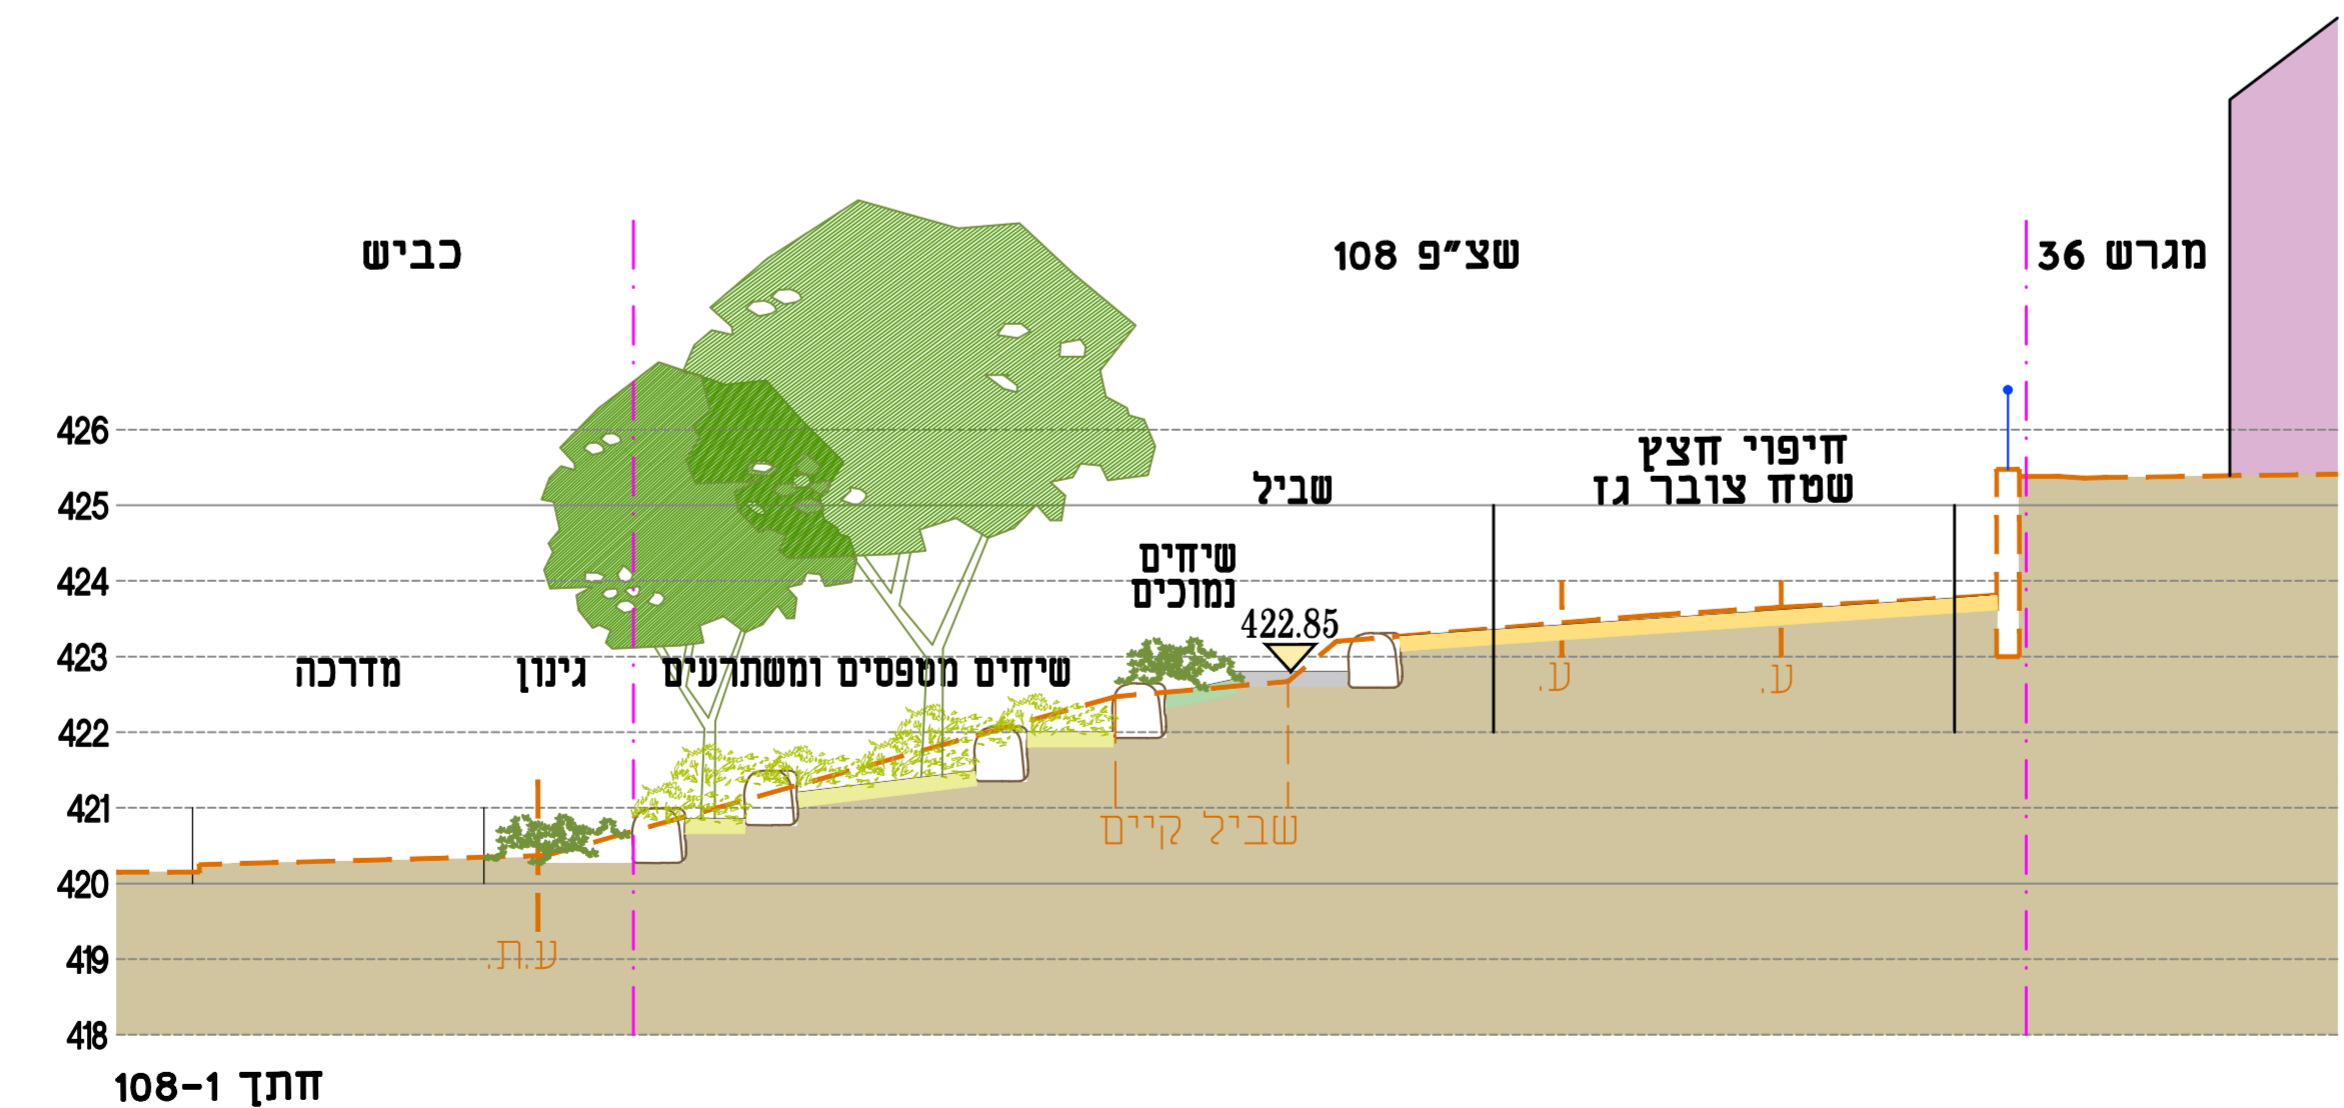 כביש
שצ״פ 108
מגרש 36
426
חיפוי חצץ
שטח צובר גז
שביל
425
שיחים
נמוכים
424
422.85
423
מדרכה
גינון
שיחים מטפסים ומשתרעים
ע.
ע.
422
421
שביל קיים
420
ע.ת.
419
418
חתך 108-1